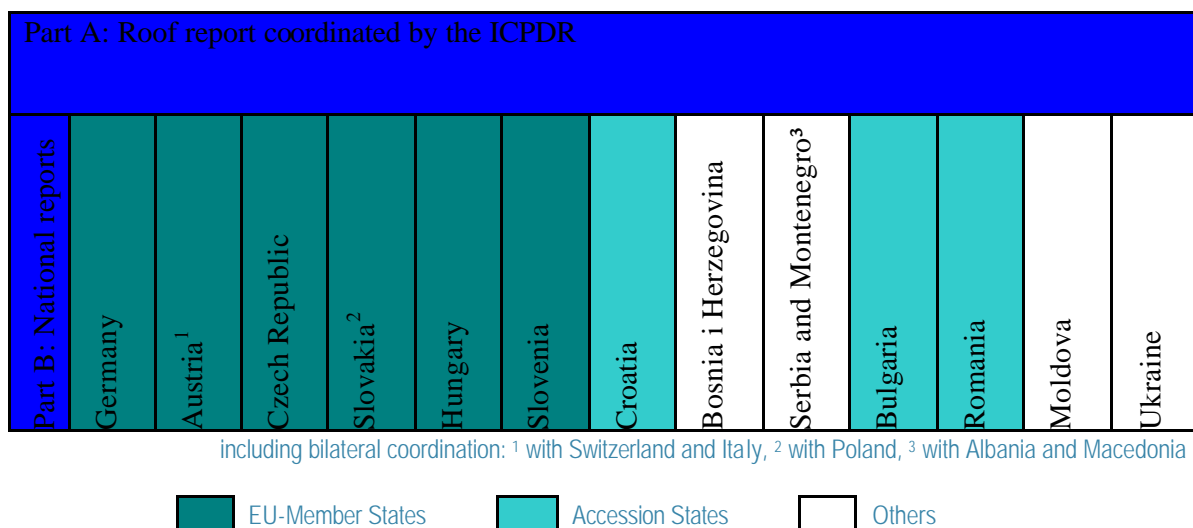 Part A: Roof report coordinated by the ICPDR
Part B: National reports
Germany
Austria¹
Czech Republic
Slovakia²
Hungary
Slovenia
Croatia
Bosnia i Herzegovina
Serbia and Montenegro³
Bulgaria
Romania
Moldova
Ukraine
including bilateral coordination: ¹ with Switzerland and Italy, ² with Poland, ³ with Albania and Macedonia
EU-Member States
Accession States
Others